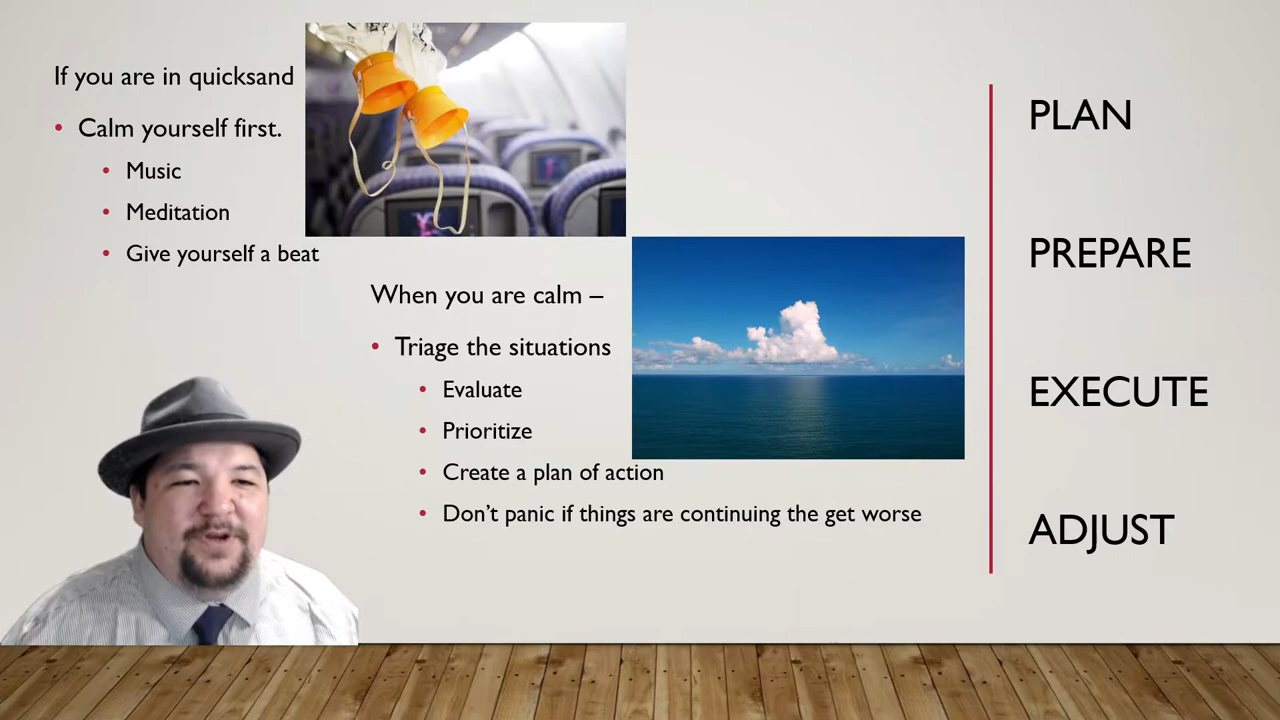 If you are in quicksand
• Calm yourself first.
• Music
• Meditation
• Give yourself a beat
When you are calm –
• Triage the situations
• Evaluate
• Prioritize
• Create a plan of action
• Don’t panic if things are continuing the get worse
PLAN
PREPARE
EXECUTE
ADJUST